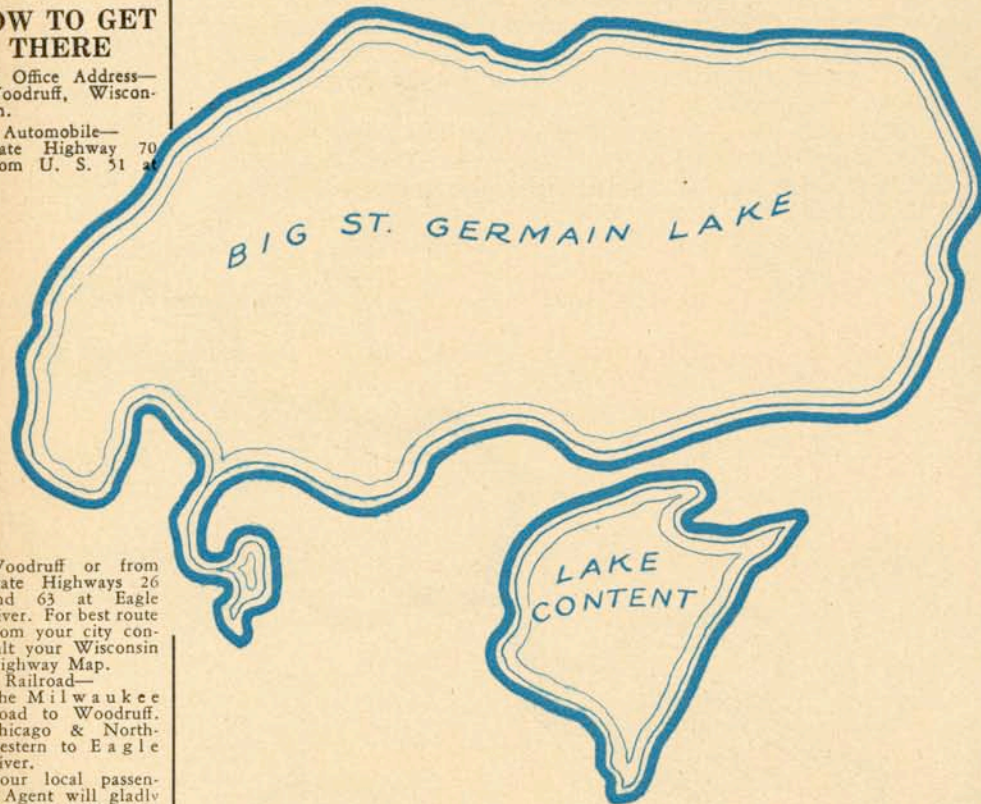 OW TO GET
THERE
Office Address—
oodruff, Wiscon-
n.
Automobile—
ate Highway 70
om U. S. 51 at
BIG ST. GERMAIN LAKE
Woodruff or from
ate Highways 26
nd 63 at Eagle
iver. For best route
om your city con-
lt your Wisconsin
ighway Map.
Railroad—
he Milwaukee
oad to Woodruff.
hicago & North-
estern to Eagle
iver.
our local passen-
Agent will gladly
LAKE
CONTENT